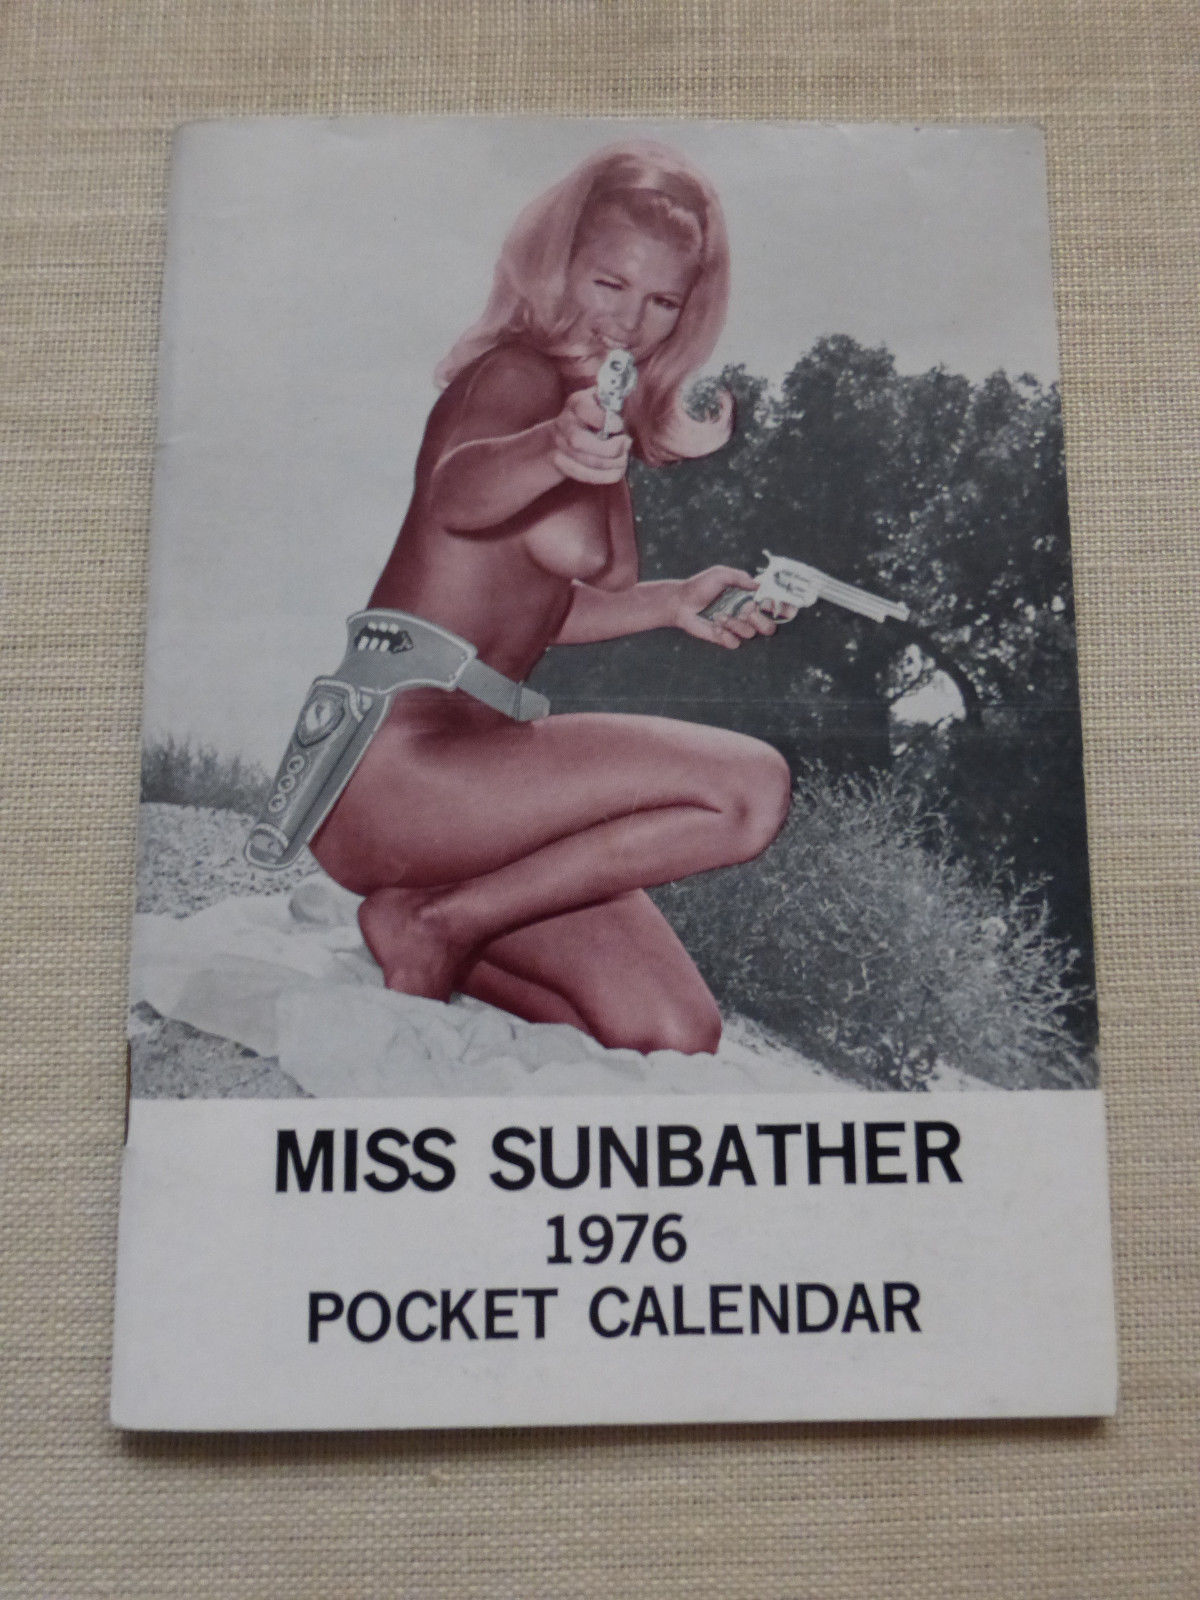 MISS SUNBATHER
1976
POCKET CALENDAR